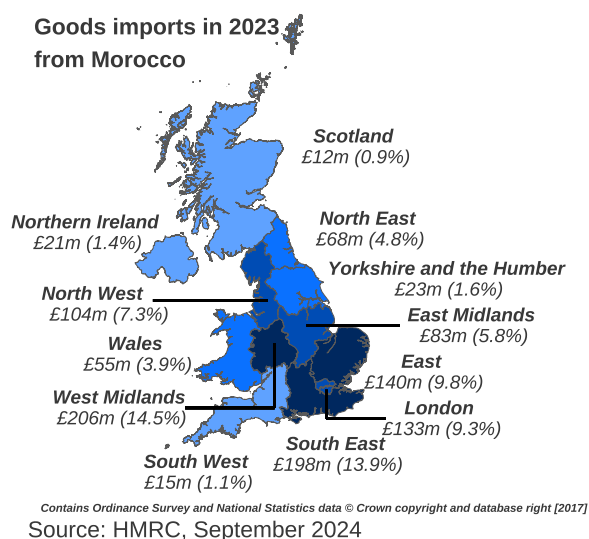 Goods imports in 2023
from Morocco
Scotland
£12m (0.9%)
Northern Ireland
£21m (1.4%)
North East
£68m (4.8%)
Yorkshire and the Humber
£23m (1.6%)
North West
£104m (7.3%)
East Midlands
£83m (5.8%)
Wales
£55m (3.9%)
East
£140m (9.8%)
West Midlands
£206m (14.5%)
London
£133m (9.3%)
South East
£198m (13.9%)
South West
£15m (1.1%)
Contains Ordinance Survey and National Statistics data © Crown copyright and database right [2017]
Source: HMRC, September 2024